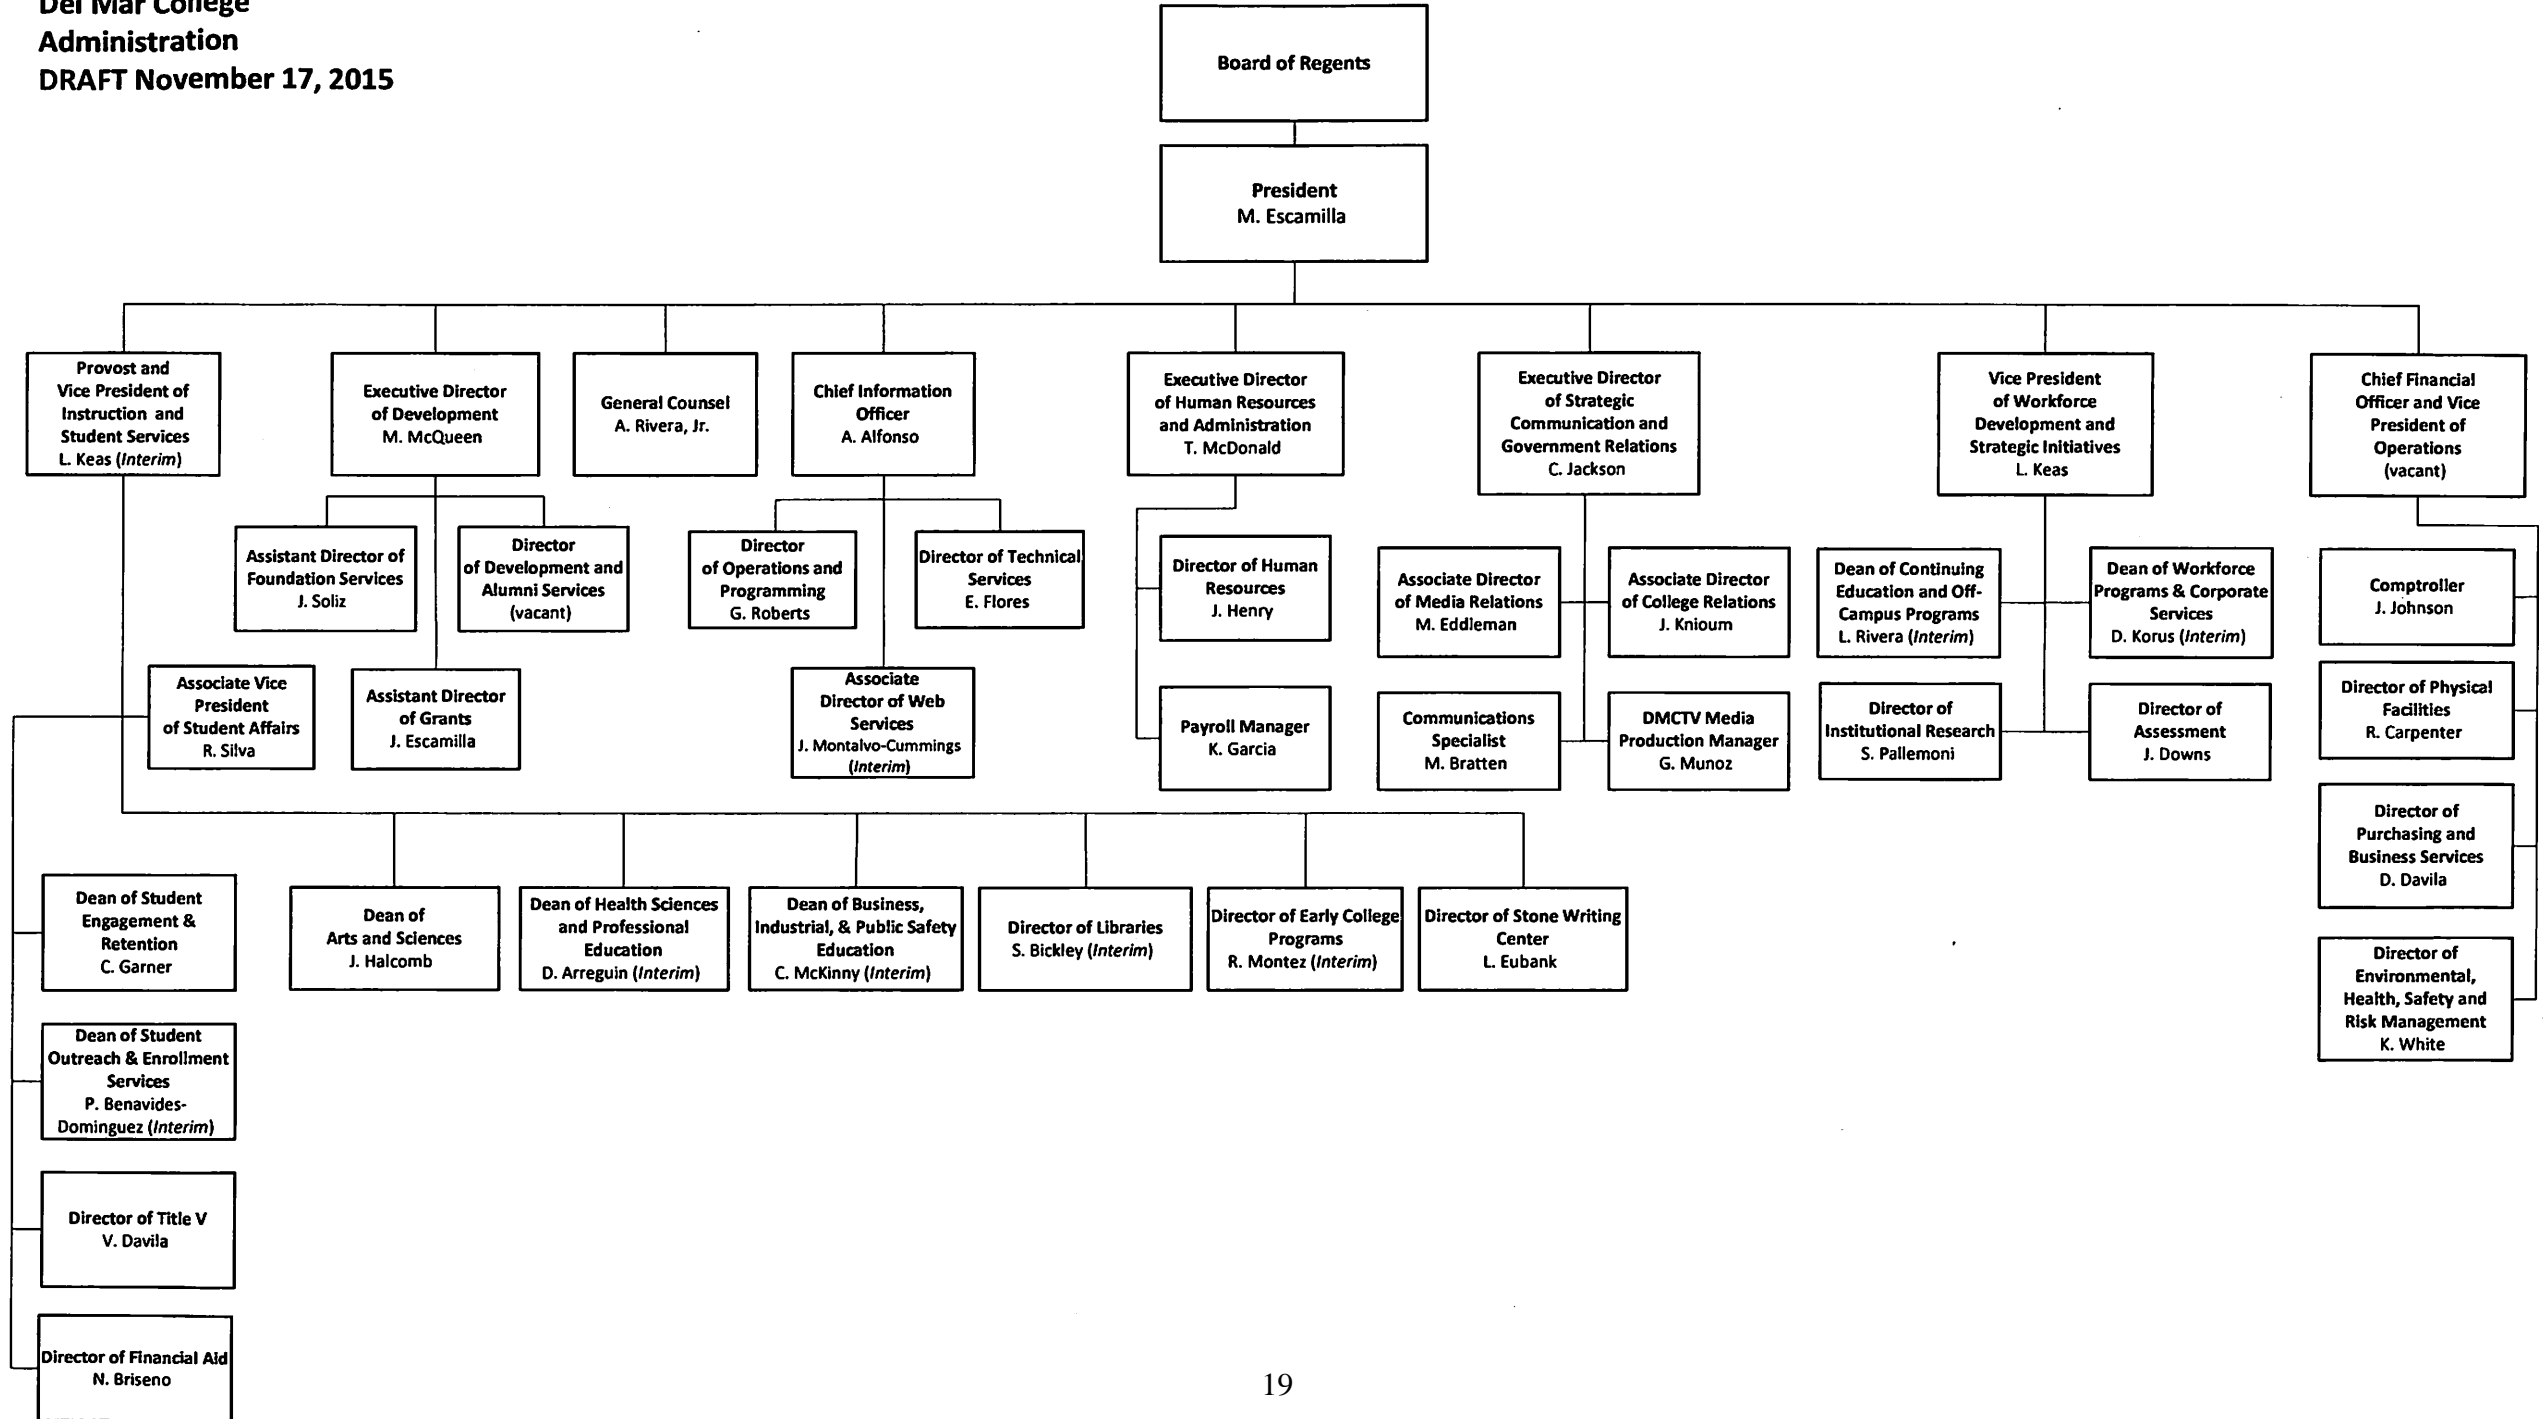 Del Mar College
Administration
DRAFT November 17, 2015
Board of Regents
President
M. Escamilla
Provost and
Vice President of
Instruction and
Student Services
L. Keas (Interim)
Executive Director
of Development
M. McQueen
General Counsel
A. Rivera, Jr.
Chief Information
Officer
A. Alfonso
Executive Director
of Human Resources
and Administration
T. McDonald
Executive Director
of Strategic
Communication and
Government Relations
C. Jackson
Vice President
of Workforce
Development and
Strategic Initiatives
L. Keas
Chief Financial
Officer and Vice
President of
Operations
(vacant)
Assistant Director of
Foundation Services
J. Soliz
Director
of Development and
Alumni Services
(vacant)
Director
of Operations and
Programming
G. Roberts
Director of Technical
Services
E. Flores
Director of Human
Resources
J. Henry
Associate Director
of Media Relations
M. Eddleman
Associate Director
of College Relations
J. Knioum
Dean of Continuing
Education and Off-
Campus Programs
L. Rivera (Interim)
Dean of Workforce
Programs & Corporate
Services
D. Korus (Interim)
Comptroller
J. Johnson
Associate Vice
President
of Student Affairs
R. Silva
Assistant Director
of Grants
J. Escamilla
Associate
Director of Web
Services
J. Montalvo-Cummings
(Interim)
Payroll Manager
K. Garcia
Communications
Specialist
M. Bratten
DMCTV Media
Production Manager
G. Munoz
Director of
Institutional Research
S. Pallemoni
Director of
Assessment
J. Downs
Director of Physical
Facilities
R. Carpenter
Director of
Purchasing and
Business Services
D. Davila
Dean of Student
Engagement &
Retention
C. Garner
Dean of
Arts and Sciences
J. Halcomb
Dean of Health Sciences
and Professional
Education
D. Arreguin (Interim)
Dean of Business,
Industrial, & Public Safety
Education
C. McKinny (Interim)
Director of Libraries
S. Bickley (Interim)
Director of Early College
Programs
R. Montez (Interim)
Director of Stone Writing
Center
L. Eubank
Director of
Environmental,
Health, Safety and
Risk Management
K. White
Dean of Student
Outreach & Enrollment
Services
P. Benavides-
Dominguez (Interim)
Director of Title V
V. Davila
Director of Financial Aid
N. Briseno
19